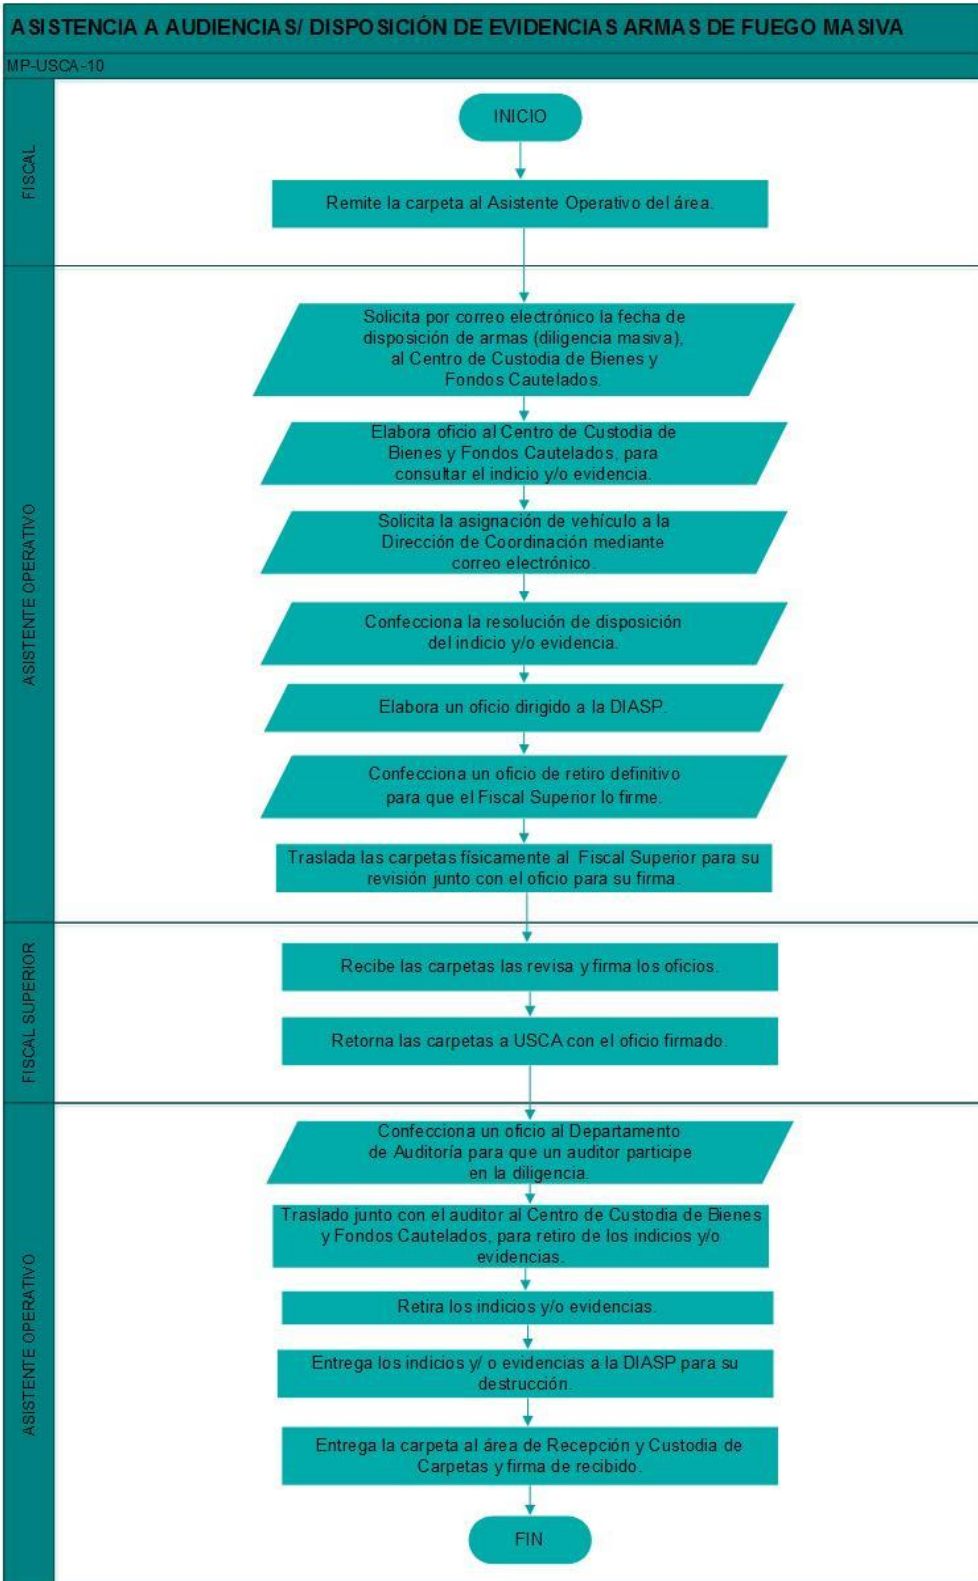 ASISTENCIA A AUDIENCIAS/ DISPOSICIÓN DE EVIDENCIAS ARMAS DE FUEGO MASIVA
MP-USCA-10
FISCAL
INICIO
Remite la carpeta al Asistente Operativo del área.
ASISTENTE OPERATIVO
Solicita por correo electrónico la fecha de
disposición de armas (diligencia masiva),
al Centro de Custodia de Bienes y
Fondos Cautelados.
Elabora oficio al Centro de Custodia de
Bienes y Fondos Cautelados, para
consultar el indicio y/o evidencia.
Solicita la asignación de vehículo a la
Dirección de Coordinación mediante
correo electrónico.
Confecciona la resolución de disposición
del indicio y/o evidencia.
Elabora un oficio dirigido a la DIASP.
Confecciona un oficio de retiro definitivo
para que el Fiscal Superior lo firme.
Traslada las carpetas físicamente al Fiscal Superior para su
revisión junto con el oficio para su firma.
FISCAL SUPERIOR
Recibe las carpetas las revisa y firma los oficios.
Retorna las carpetas a USCA con el oficio firmado.
ASISTENTE OPERATIVO
Confecciona un oficio al Departamento
de Auditoría para que un auditor participe
en la diligencia.
Traslado junto con el auditor al Centro de Custodia de Bienes
y Fondos Cautelados, para retiro de los indicios y/o
evidencias.
Retira los indicios y/o evidencias.
Entrega los indicios y/ o evidencias a la DIASP para su
destrucción.
Entrega la carpeta al área de Recepción y Custodia de
Carpetas y firma de recibido.
FIN